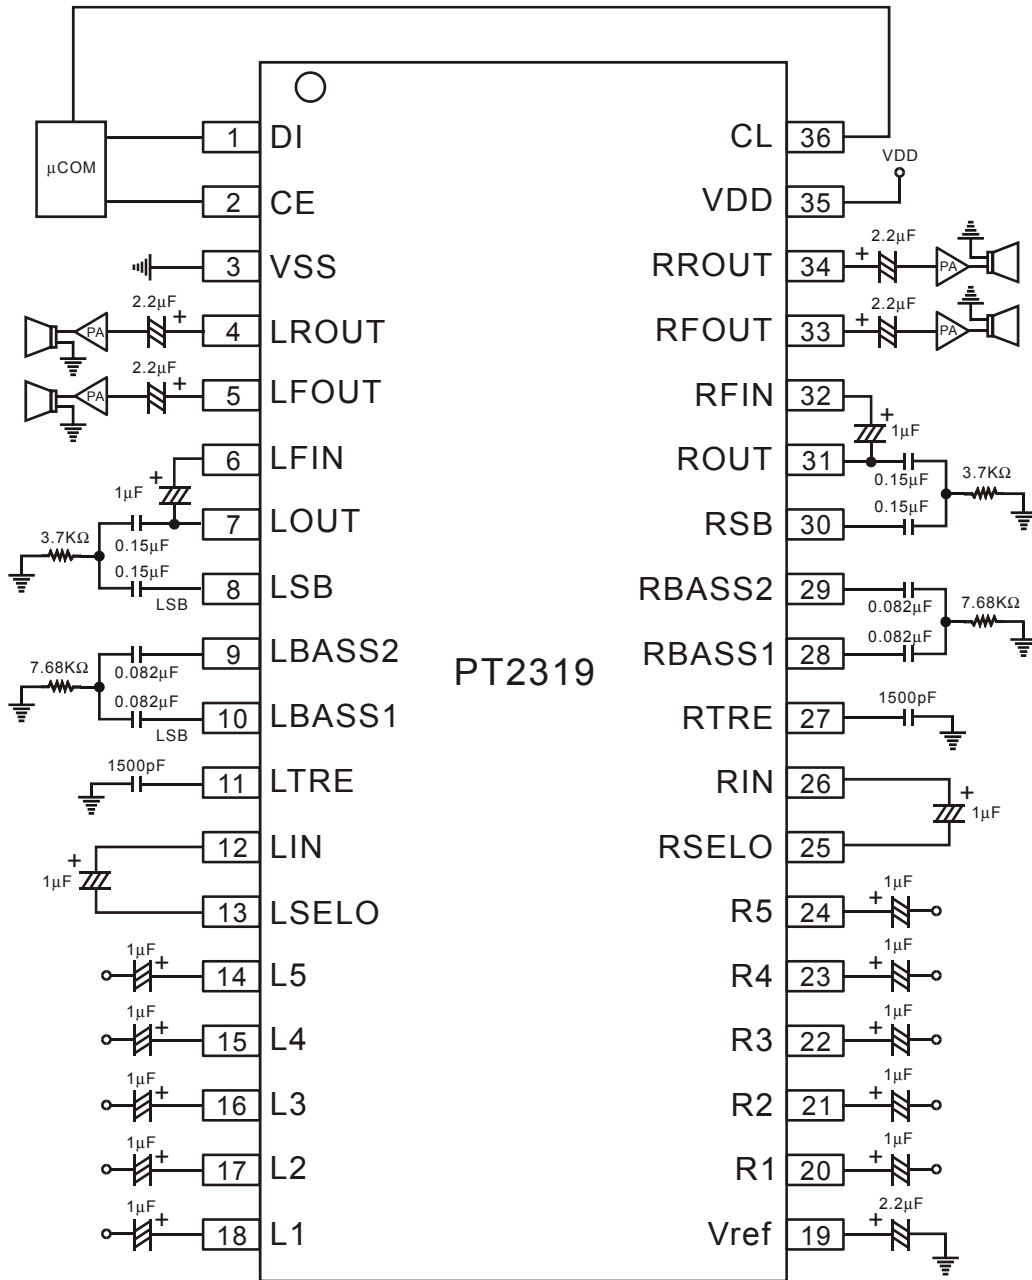 1 DI CL 36
μCOM
VDD
2 CE VDD 35
2.2μF
3 VSS RROUT 34 + PA
2.2μF 2.2μF
PA + 4 LROUT RFOUT 33 + PA
2.2μF
PA + 5 LFOUT RFIN 32
+ 1μF
6 LFIN ROUT 31
+ 1μF
0.15μF 3.7KΩ
7 LOUT RSB 30
0.15μF
3.7KΩ 0.15μF
0.15μF
8 LSB RBASS2 29
LSB
0.082μF 7.68KΩ
9 LBASS2 RBASS1 28
0.082μF
7.68KΩ 0.082μF
0.082μF
PT2319
10 LBASS1 RTRE 27 1500pF
LSB
1500pF
11 LTRE RIN 26
+ 1μF
12 LIN RSELO 25
+ 1μF
13 LSELO R5 24 + 1μF
1μF + 14 L5 R4 23 + 1μF
1μF + 15 L4 R3 22 + 1μF
1μF + 16 L3 R2 21 + 1μF
1μF + 17 L2 R1 20 + 1μF
1μF + 18 L1 Vref 19 + 2.2μF